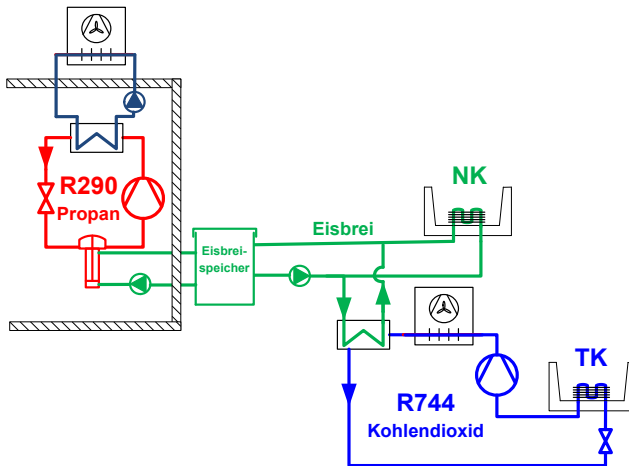 R290
Propan
NK
Eisbrei
Eisbrei-
speicher
TK
R744
Kohlendioxid